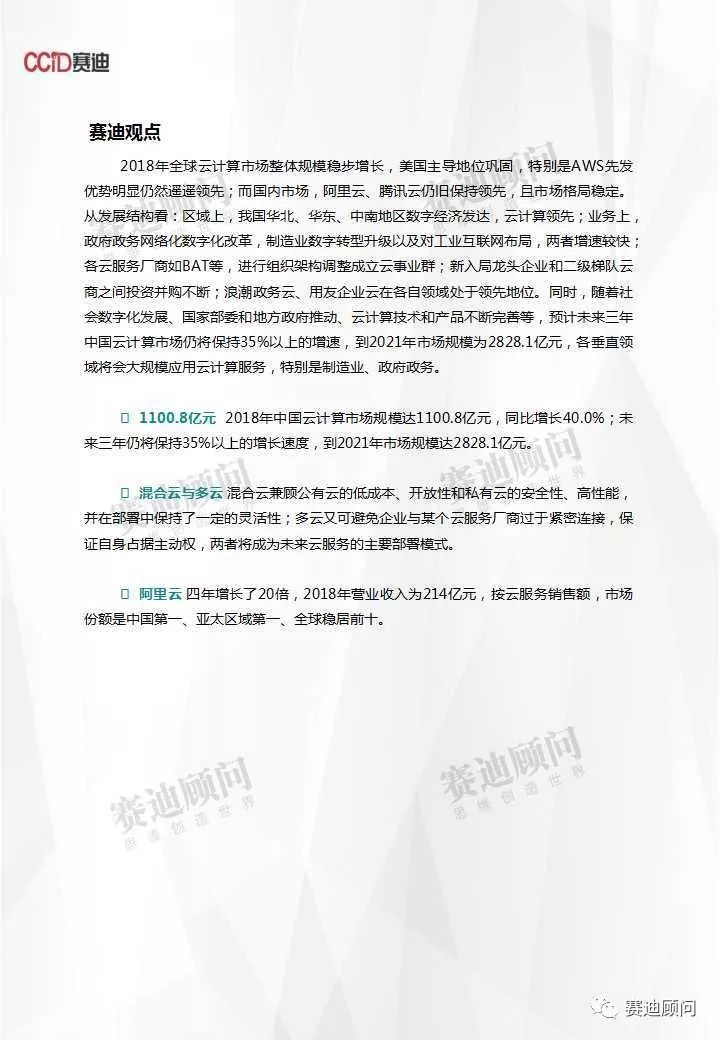 CCID赛迪
赛迪观点
2018年全球云计算市场整体规模稳步增长，美国主导地位巩固，特别是AWS先发
优势明显仍然遥遥领先；而国内市场，阿里云、腾讯云仍旧保持领先，且市场格局稳定。
从发展结构看：区域上，我国华北、华东、中南地区数字经济发达，云计算领先；业务上，
政府政务网络化数字化改革，制造业数字转型升级以及对工业互联网布局，两者增速较快；
各云服务厂商如BAT等，进行组织架构调整成立云事业群；新入局龙头企业和二级梯队云
商之间投资并购不断；浪潮政务云、用友企业云在各自领域处于领先地位。同时，随着社
会数字化发展、国家部委和地方政府推动、云计算技术和产品不断完善等，预计未来三年
中国云计算市场仍将保持35%以上的增速，到2021年市场规模为2828.1亿元，各垂直领
域将会大规模应用云计算服务，特别是制造业、政府政务。
1100.8亿元 2018年中国云计算市场规模达1100.8亿元，同比增长40.0%；未
来三年仍将保持35%以上的增长速度，到2021年市场规模达2828.1亿元。
混合云与多云 混合云兼顾公有云的低成本、开放性和私有云的安全性、高性能，
并在部署中保持了一定的灵活性；多云又可避免企业与某个云服务厂商过于紧密连接，保
证自身占据主动权，两者将成为未来云服务的主要部署模式。
阿里云 四年增长了20倍，2018年营业收入为214亿元，按云服务销售额，市场
份额是中国第一、亚太区域第一、全球稳居前十。
赛迪顾问
思维创造世界
赛迪顾问
思维创造世界
赛迪顾问
思维创造世界
赛迪顾问
思维创造世界
赛迪顾问
思维创造世界
赛迪顾问
思维创造世界
赛迪顾问